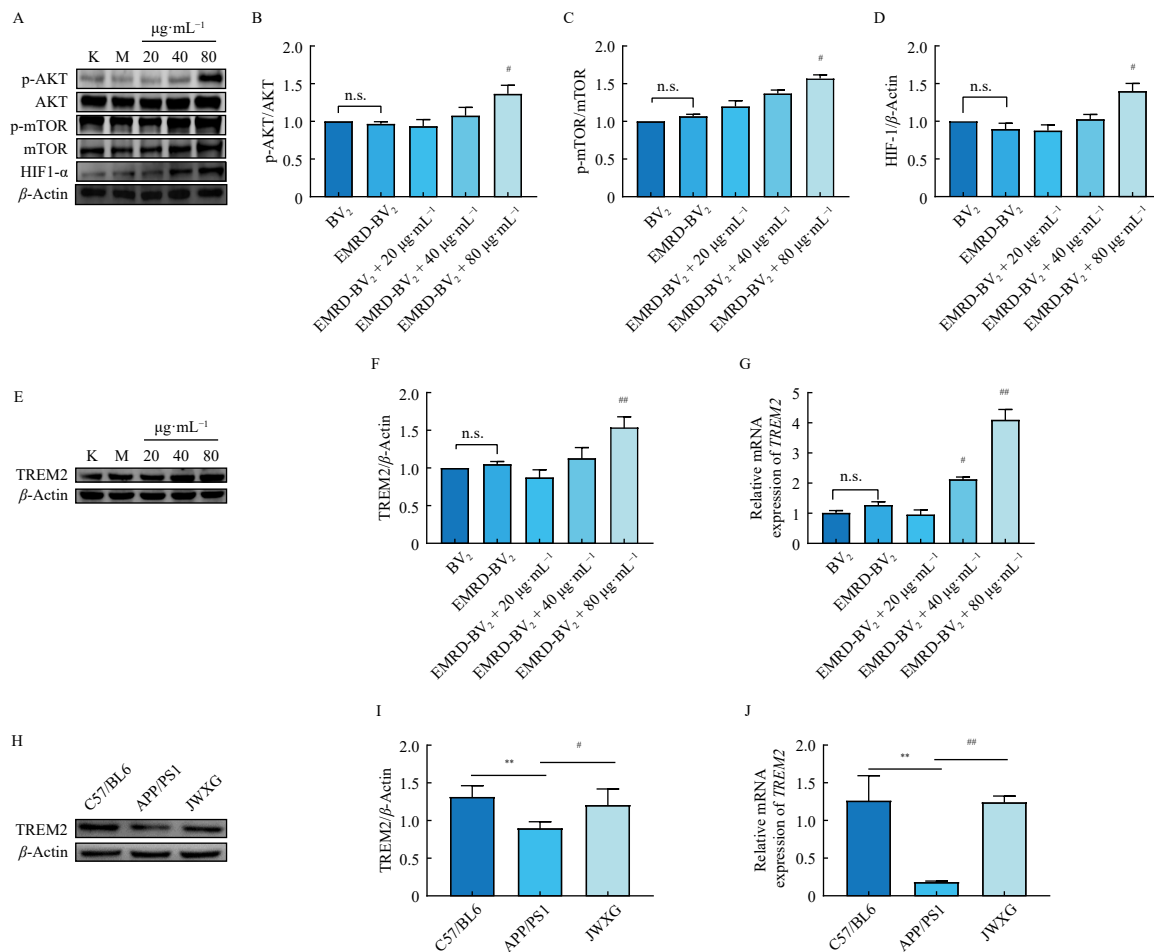 A
μg·mL⁻¹
K M 20 40 80
p-AKT
AKT
p-mTOR
mTOR
HIF1-α
β-Actin
B
2.0
1.5
1.0
0.5
0
p-AKT/AKT
n.s.
#
BV₂
EMRD-BV₂
EMRD-BV₂ + 20 μg·mL⁻¹
EMRD-BV₂ + 40 μg·mL⁻¹
EMRD-BV₂ + 80 μg·mL⁻¹
C
2.0
1.5
1.0
0.5
0
p-mTOR/mTOR
n.s.
#
BV₂
EMRD-BV₂
EMRD-BV₂ + 20 μg·mL⁻¹
EMRD-BV₂ + 40 μg·mL⁻¹
EMRD-BV₂ + 80 μg·mL⁻¹
D
2.0
1.5
1.0
0.5
0
HIF-1/β-Actin
n.s.
#
BV₂
EMRD-BV₂
EMRD-BV₂ + 20 μg·mL⁻¹
EMRD-BV₂ + 40 μg·mL⁻¹
EMRD-BV₂ + 80 μg·mL⁻¹
E
μg·mL⁻¹
K M 20 40 80
TREM2
β-Actin
F
2.0
1.5
1.0
0.5
0
TREM2/β-Actin
n.s.
##
BV₂
EMRD-BV₂
EMRD-BV₂ + 20 μg·mL⁻¹
EMRD-BV₂ + 40 μg·mL⁻¹
EMRD-BV₂ + 80 μg·mL⁻¹
G
5
4
3
2
1
0
Relative mRNA
expression of TREM2
n.s.
#
##
BV₂
EMRD-BV₂
EMRD-BV₂ + 20 μg·mL⁻¹
EMRD-BV₂ + 40 μg·mL⁻¹
EMRD-BV₂ + 80 μg·mL⁻¹
H
C57/BL6
APP/PS1
JWXG
TREM2
β-Actin
I
2.0
1.5
1.0
0.5
0
TREM2/β-Actin
**
#
C57/BL6
APP/PS1
JWXG
J
2.0
1.5
1.0
0.5
0
Relative mRNA
expression of TREM2
**
##
C57/BL6
APP/PS1
JWXG